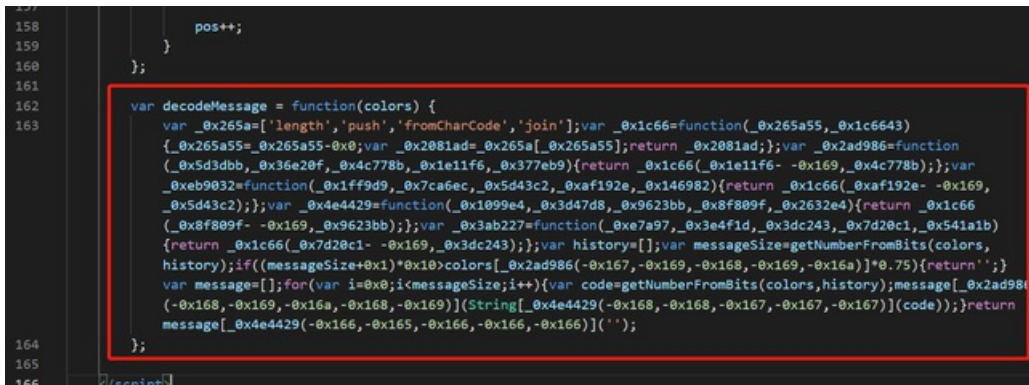 157
158 pos++;
159 }
160 };
161
162 var decodeMessage = function(colors) {
163 var _0x265a=['length','push','fromCharCode','join'];var _0x1c66=function(_0x265a55,_0x1c6643)
{_0x265a55=_0x265a55-0x0;var _0x2081ad=_0x265a[_0x265a55];return _0x2081ad;};var _0x2ad986=function
(_0x5d3dbb,_0x36e20f,_0x4c778b,_0x1e11f6,_0x377eb9){return _0x1c66(_0x1e11f6- -0x169,_0x4c778b);};var
_0xeb9032=function(_0x1ff9d9,_0x7ca6ec,_0x5d43c2,_0xaf192e,_0x146982){return _0x1c66(_0xaf192e- -0x169,
_0x5d43c2);};var _0x4e4429=function(_0x1099e4,_0x3d47d8,_0x9623bb,_0x8f809f,_0x2632e4){return _0x1c66
(_0x8f809f- -0x169,_0x9623bb);};var _0x3ab227=function(_0xe7a97,_0x3e4f1d,_0x3dc243,_0x7d20c1,_0x541a1b)
{return _0x1c66(_0x7d20c1- -0x169,_0x3dc243);};var history=[];var messageSize=getNumberFromBits(colors,
history);if((messageSize+0x1)*0x10>colors[_0x2ad986(-0x167,-0x169,-0x168,-0x169,-0x16a)]*0.75){return'';}
var message=[];for(var i=0x0;i<messageSize;i++){var code=getNumberFromBits(colors,history);message[_0x2ad986
(-0x168,-0x169,-0x16a,-0x168,-0x169)](String[_0x4e4429(-0x168,-0x168,-0x167,-0x167,-0x167)](code));}return
message[_0x4e4429(-0x166,-0x165,-0x166,-0x166,-0x166)]('');
164 };
165
166 </script>